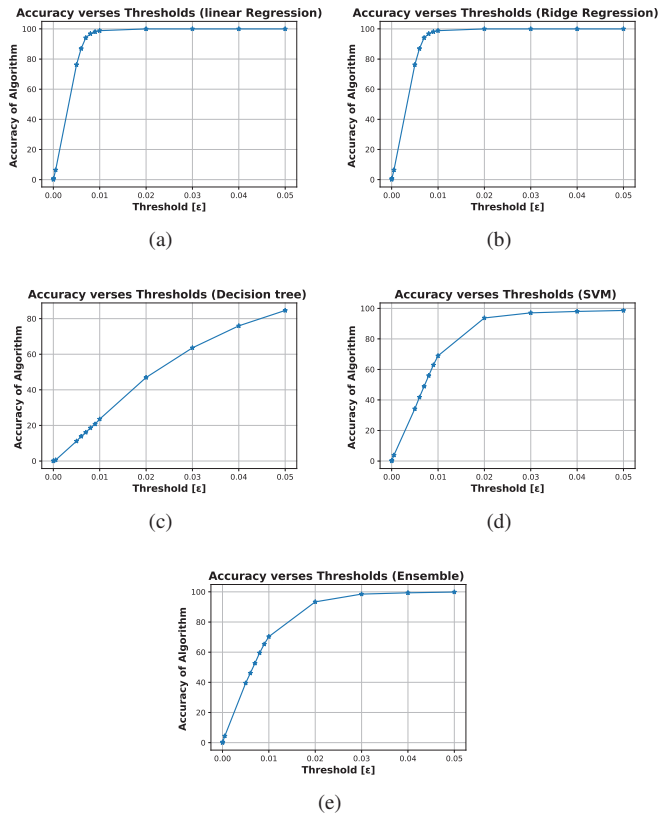 Accuracy verses Thresholds (linear Regression)
100
80
60
40
20
0
Accuracy of Algorithm
0.00 0.01 0.02 0.03 0.04 0.05
Threshold [ε]
(a)
Accuracy verses Thresholds (Ridge Regression)
100
80
60
40
20
0
Accuracy of Algorithm
0.00 0.01 0.02 0.03 0.04 0.05
Threshold [ε]
(b)
Accuracy verses Thresholds (Decision tree)
80
60
40
20
0
Accuracy of Algorithm
0.00 0.01 0.02 0.03 0.04 0.05
Threshold [ε]
(c)
Accuracy verses Thresholds (SVM)
100
80
60
40
20
0
Accuracy of Algorithm
0.00 0.01 0.02 0.03 0.04 0.05
Threshold [ε]
(d)
Accuracy verses Thresholds (Ensemble)
100
80
60
40
20
0
Accuracy of Algorithm
0.00 0.01 0.02 0.03 0.04 0.05
Threshold [ε]
(e)